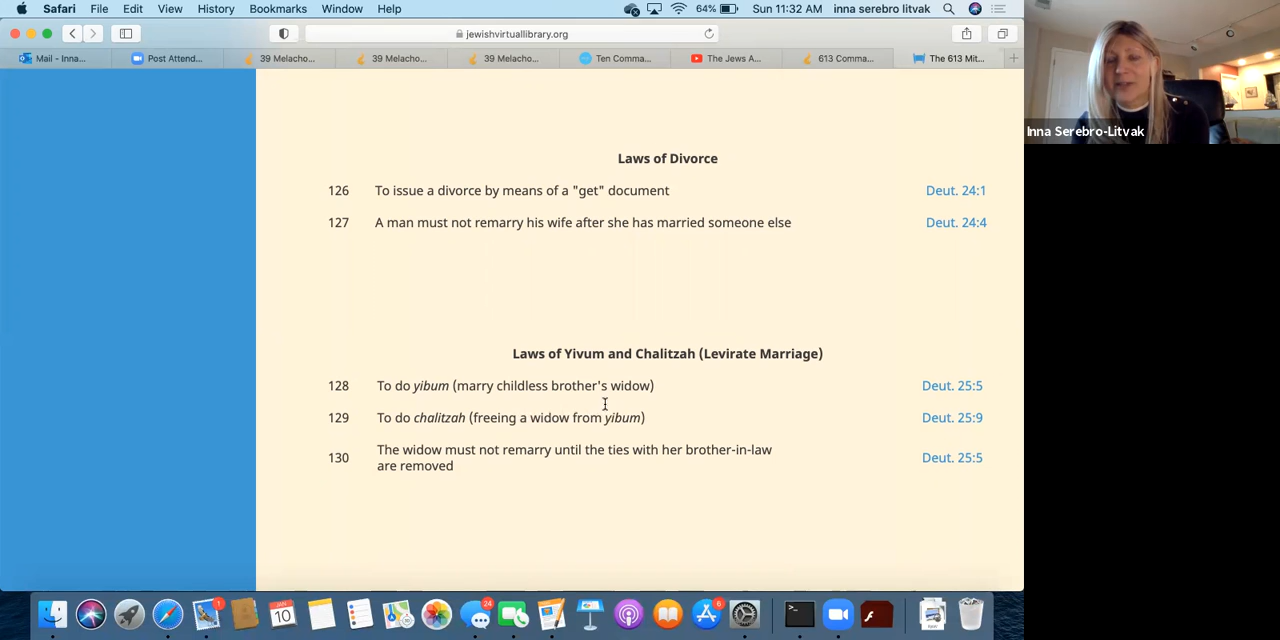 Safari File Edit View History Bookmarks Window Help 64% Sun 11:32 AM inna serebro litvak
jewishvirtuallibrary.org
Mail - Inna... Post Attend... 39 Melacho... 39 Melacho... 39 Melacho... Ten Comma... The Jews A... 613 Comma... The 613 Mit...
Inna Serebro-Litvak
Laws of Divorce
126 To issue a divorce by means of a "get" document Deut. 24:1
127 A man must not remarry his wife after she has married someone else Deut. 24:4
Laws of Yivum and Chalitzah (Levirate Marriage)
128 To do yibum (marry childless brother's widow) Deut. 25:5
129 To do chalitzah (freeing a widow from yibum) Deut. 25:9
130 The widow must not remarry until the ties with her brother-in-law Deut. 25:5
are removed
1 JAN 10 24 6